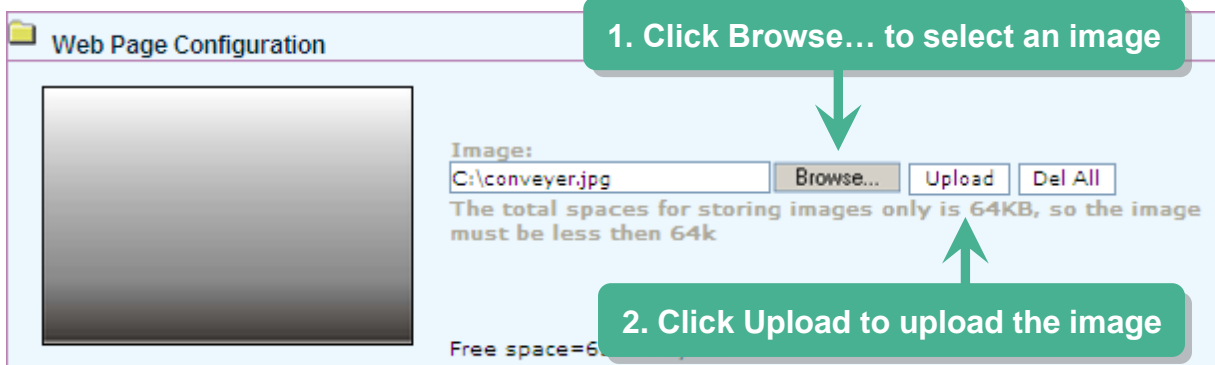 1. Click Browse… to select an image
Web Page Configuration
Image:
C:\conveyer.jpg Browse... Upload Del All
The total spaces for storing images only is 64KB, so the image
must be less then 64k
2. Click Upload to upload the image
Free space=6